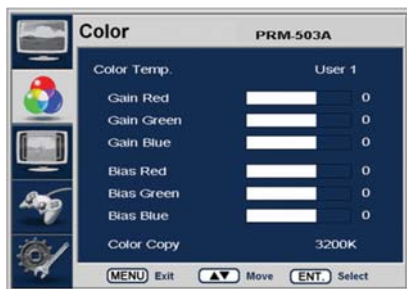 Color PRM-503A
Color Temp. User 1
Gain Red 0
Gain Green 0
Gain Blue 0
Bias Red 0
Bias Green 0
Bias Blue 0
Color Copy 3200K
MENU Exit ▲▼ Move ENT. Select